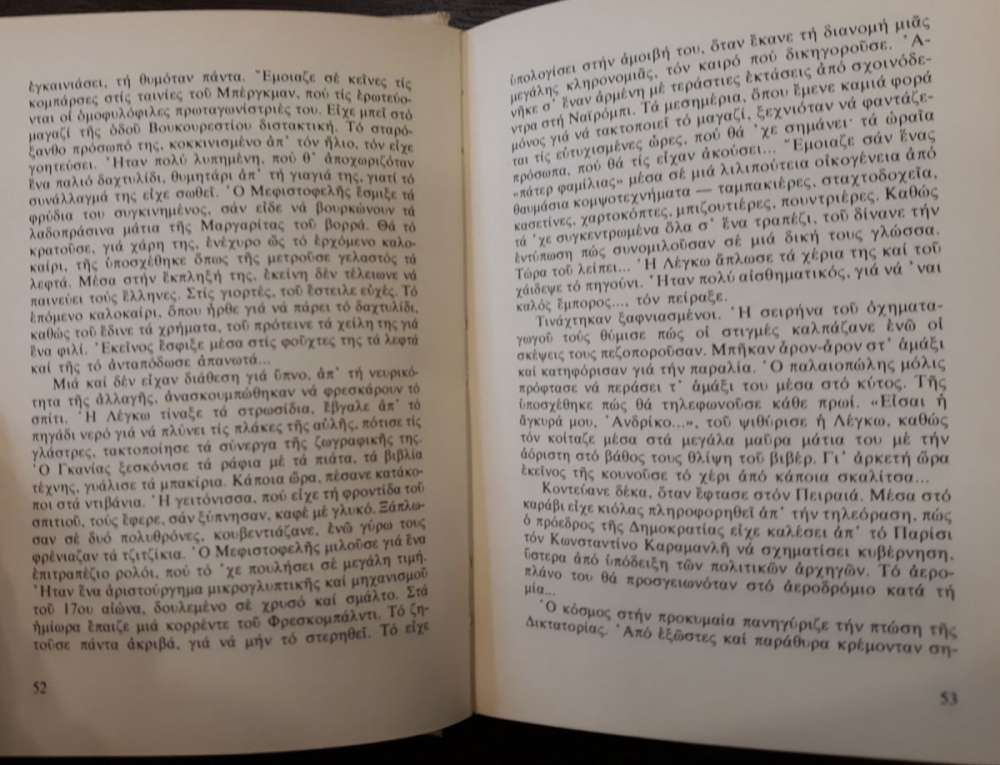 ἐγκαινιάσει, τή θυμόταν πάντα. Ἔμοιαζε σέ κεῖνες τίς
κομπάρσες στίς ταινίες τοῦ Μπέργκμαν, πού τίς ἐρωτεύο-
νται οἱ ὁμοφυλόφιλες πρωταγωνίστριές του. Εἶχε μπεῖ στό
μαγαζί τῆς ὁδοῦ Βουκουρεστίου διστακτική. Τό σταρό-
ξανθο πρόσωπό της, κοκκινισμένο ἀπ' τόν ἥλιο, τόν εἶχε
γοητεύσει. Ἦταν πολύ λυπημένη, πού θ' ἀποχωριζόταν
ἕνα παλιό δαχτυλίδι, θυμητάρι ἀπ' τή γιαγιά της, γιατί τό
συνάλλαγμά της εἶχε σωθεῖ. Ὁ Μεφιστοφελής ἔσμιξε τά
φρύδια του συγκινημένος, σάν εἶδε νά βουρκώνουν τά
λαδοπράσινα μάτια τῆς Μαργαρίτας τοῦ βορρᾶ. Θά τό
κρατοῦσε, γιά χάρη της, ἐνέχυρο ὥς τό ἐρχόμενο καλο-
καίρι, τῆς ὑποσχέθηκε ὅπως τῆς μετροῦσε γελαστός τά
λεφτά. Μέσα στήν ἔκπληξή της, ἐκείνη δέν τέλειωνε νά
παινεύει τούς ἕλληνες. Στίς γιορτές, τοῦ ἔστειλε εὐχές. Τό
ἑπόμενο καλοκαίρι, ὅπου ἦρθε γιά νά πάρει τό δαχτυλίδι,
καθώς τοῦ ἔδινε τά χρήματα, τοῦ πρότεινε τά χείλη της γιά
ἕνα φιλί. Ἐκεῖνος ἔσφιξε μέσα στίς φοῦχτες της τά λεφτά
καί τῆς τό ἀνταπόδωσε ἀπανωτά...
Μιά καί δέν εἶχαν διάθεση γιά ὕπνο, ἀπ' τή νευρικό-
τητα τῆς ἀλλαγῆς, ἀνασκουμπώθηκαν νά φρεσκάρουν τό
σπίτι. Ἡ Λέγκω τίναξε τά στρωσίδια, ἔβγαλε ἀπ' τό
πηγάδι νερό γιά νά πλύνει τίς πλάκες τῆς αὐλῆς, πότισε τίς
γλάστρες, τακτοποίησε τά σύνεργα τῆς ζωγραφικῆς της.
Ὁ Γκανίας ξεσκόνισε τά ράφια μέ τά πιάτα, τά βιβλία
τέχνης, γυάλισε τά μπακίρια. Κάποια ὥρα, πέσανε κατάκο-
ποι στά ντιβάνια. Ἡ γειτόνισσα, πού εἶχε τή φροντίδα τοῦ
σπιτιοῦ, τούς ἔφερε, σάν ξύπνησαν, καφέ μέ γλυκό. Ξάπλω-
σαν σέ δυό πολυθρόνες, κουβεντιάζανε, ἐνῶ γύρω τους
φρένιαζαν τά τζιτζίκια. Ὁ Μεφιστοφελής μιλοῦσε γιά ἕνα
ἐπιτραπέζιο ρολόι, πού τό 'χε πουλήσει σέ μεγάλη τιμή.
Ἦταν ἕνα ἀριστούργημα μικρογλυπτικῆς καί μηχανισμοῦ
τοῦ 17ου αἰώνα, δουλεμένο σέ χρυσό καί σμάλτο. Στά
ἡμίωρα ἔπαιζε μιά κορρέντε τοῦ Φρεσκομπάλντι. Τό ζη-
τοῦσε πάντα ἀκριβά, γιά νά μήν τό στερηθεῖ. Τό εἶχε
52
ὑπολογίσει στήν ἀμοιβή του, ὅταν ἔκανε τή διανομή μιᾶς
μεγάλης κληρονομιᾶς, τόν καιρό πού δικηγοροῦσε. Ἀ-
νῆκε σ' ἕναν ἀρμένη μέ τεράστιες ἐκτάσεις ἀπό σχοινόδε-
ντρα στή Ναϊρόμπι. Τά μεσημέρια, ὅπου ἔμενε καμιά φορά
μόνος γιά νά τακτοποιεῖ τό μαγαζί, ξεχνιόταν νά φαντάζε-
ται τίς εὐτυχισμένες ὧρες, πού θά 'χε σημάνει· τά ὡραῖα
πρόσωπα, πού θά τίς εἶχαν ἀκούσει... Ἔμοιαζε σάν ἕνας
«πάτερ φαμίλιας» μέσα σέ μιά λιλιπούτεια οἰκογένεια ἀπό
θαυμάσια κομψοτεχνήματα — ταμπακιέρες, σταχτοδοχεῖα,
κασετίνες, χαρτοκόπτες, μπιζουτιέρες, πουντριέρες. Καθώς
τά 'χε συγκεντρωμένα ὅλα σ' ἕνα τραπέζι, τοῦ δίνανε τήν
ἐντύπωση πώς συνομιλοῦσαν σέ μιά δική τους γλώσσα.
Τώρα τοῦ λείπει... Ἡ Λέγκω ἅπλωσε τά χέρια της καί τοῦ
χάιδεψε τό πηγούνι. Ἦταν πολύ αἰσθηματικός, γιά νά 'ναι
καλός ἔμπορος..., τόν πείραξε.
Τινάχτηκαν ξαφνιασμένοι. Ἡ σειρήνα τοῦ ὀχηματα-
γωγοῦ τούς θύμισε πώς οἱ στιγμές καλπάζανε ἐνῶ οἱ
σκέψεις τους πεζοποροῦσαν. Μπῆκαν ἄρον-ἄρον στ' ἁμάξι
καί κατηφόρισαν γιά τήν παραλία. Ὁ παλαιοπώλης μόλις
πρόφτασε νά περάσει τ' ἁμάξι του μέσα στό κύτος. Τῆς
ὑποσχέθηκε πώς θά τηλεφωνοῦσε κάθε πρωί. «Εἶσαι ἡ
ἄγκυρά μου, Ἀνδρίκο...», τοῦ ψιθύρισε ἡ Λέγκω, καθώς
τόν κοίταζε μέσα στά μεγάλα μαῦρα μάτια του μέ τήν
ἀόριστη στό βάθος τους θλίψη τοῦ βιβέρ. Γι' ἀρκετή ὥρα
ἐκεῖνος τῆς κουνοῦσε τό χέρι ἀπό κάποια σκαλίτσα...
Κοντεύανε δέκα, ὅταν ἔφτασε στόν Πειραιά. Μέσα στό
καράβι εἶχε κιόλας πληροφορηθεῖ ἀπ' τήν τηλεόραση, πώς
ὁ πρόεδρος τῆς Δημοκρατίας εἶχε καλέσει ἀπ' τό Παρίσι
τόν Κωνσταντίνο Καραμανλῆ νά σχηματίσει κυβέρνηση,
ὕστερα ἀπό ὑπόδειξη τῶν πολιτικῶν ἀρχηγῶν. Τό ἀερο-
πλάνο του θά προσγειωνόταν στό ἀεροδρόμιο κατά τή
μία...
Ὁ κόσμος στήν προκυμαία πανηγύριζε τήν πτώση τῆς
Δικτατορίας. Ἀπό ἐξῶστες καί παράθυρα κρέμονταν ση-
53